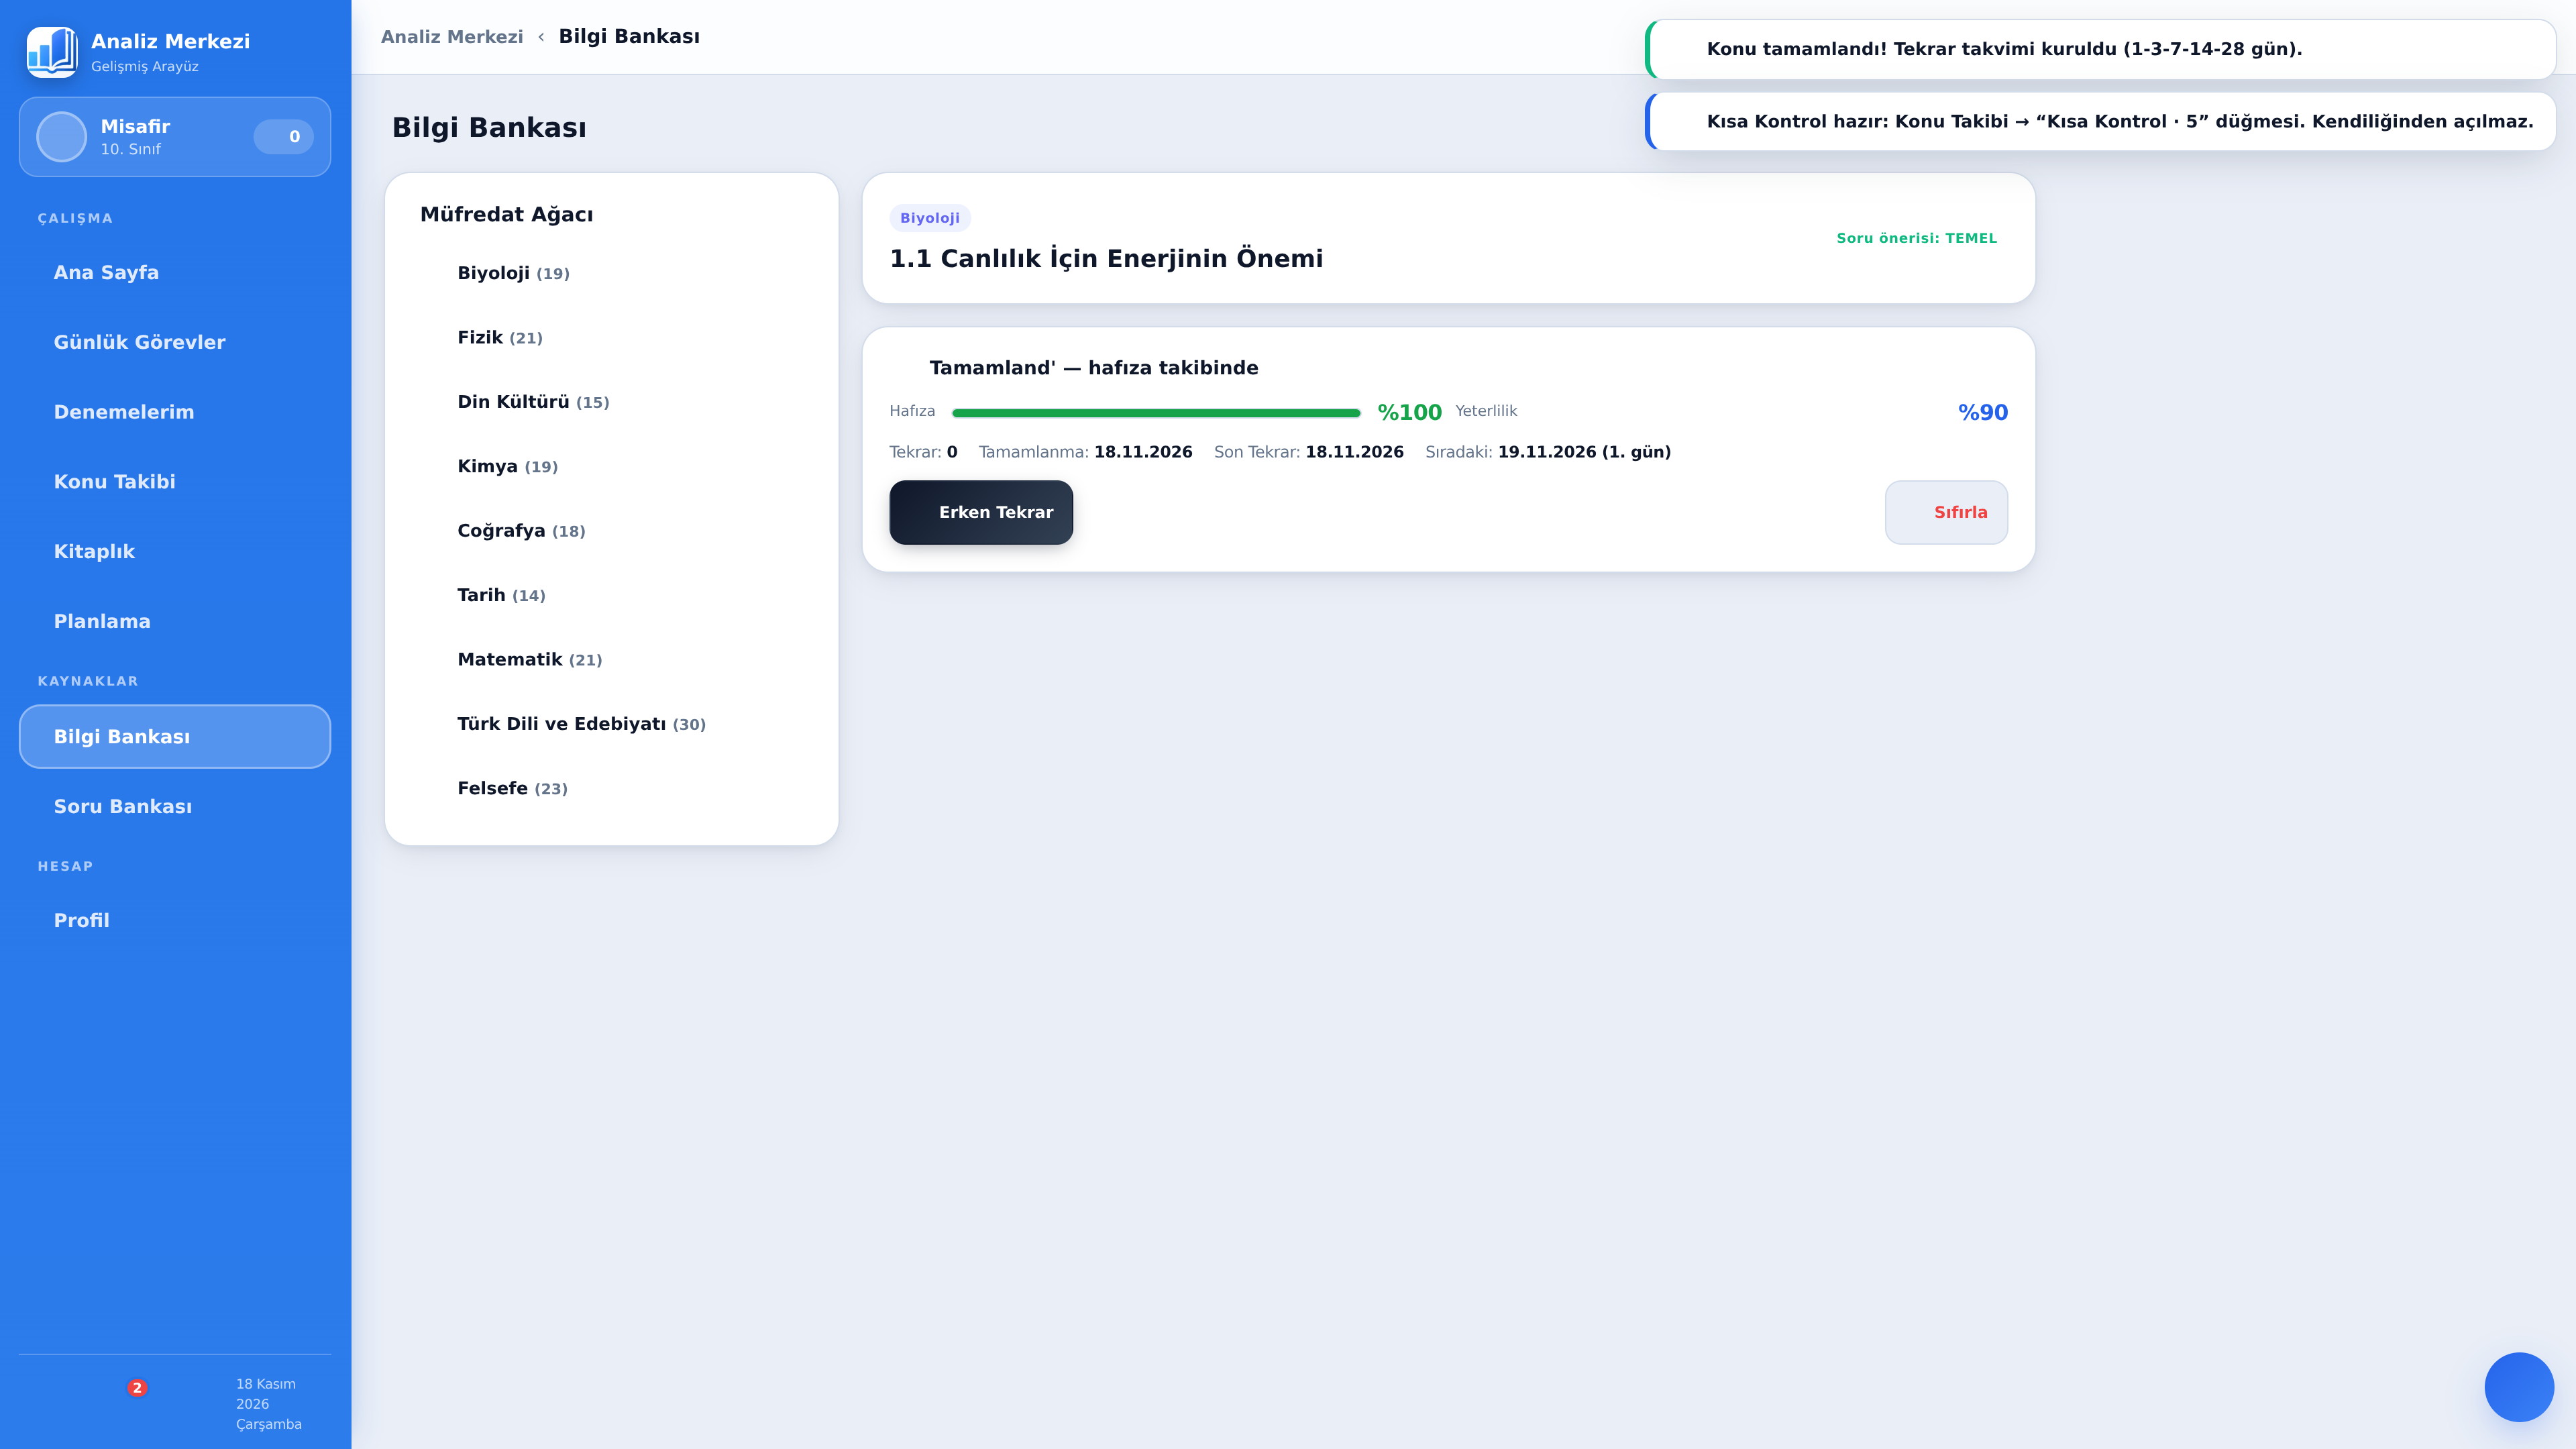 Analiz Merkezi
Gelişmiş Arayüz
Misafir
10. Sınıf
0
ÇALIŞMA
Ana Sayfa
Günlük Görevler
Denemelerim
Konu Takibi
Kitaplık
Planlama
KAYNAKLAR
Bilgi Bankası
Soru Bankası
HESAP
Profil
2
18 Kasım
2026
Çarşamba
Analiz Merkezi ‹ Bilgi Bankası
Konu tamamlandı! Tekrar takvimi kuruldu (1-3-7-14-28 gün).
Kısa Kontrol hazır: Konu Takibi → “Kısa Kontrol · 5” düğmesi. Kendiliğinden açılmaz.
Bilgi Bankası
Müfredat Ağacı
Biyoloji (19)
Fizik (21)
Din Kültürü (15)
Kimya (19)
Coğrafya (18)
Tarih (14)
Matematik (21)
Türk Dili ve Edebiyatı (30)
Felsefe (23)
Biyoloji
1.1 Canlılık İçin Enerjinin Önemi
Soru önerisi: TEMEL
Tamamland' — hafıza takibinde
Hafıza %100 Yeterlilik %90
Tekrar: 0 Tamamlanma: 18.11.2026 Son Tekrar: 18.11.2026 Sıradaki: 19.11.2026 (1. gün)
Erken Tekrar
Sıfırla